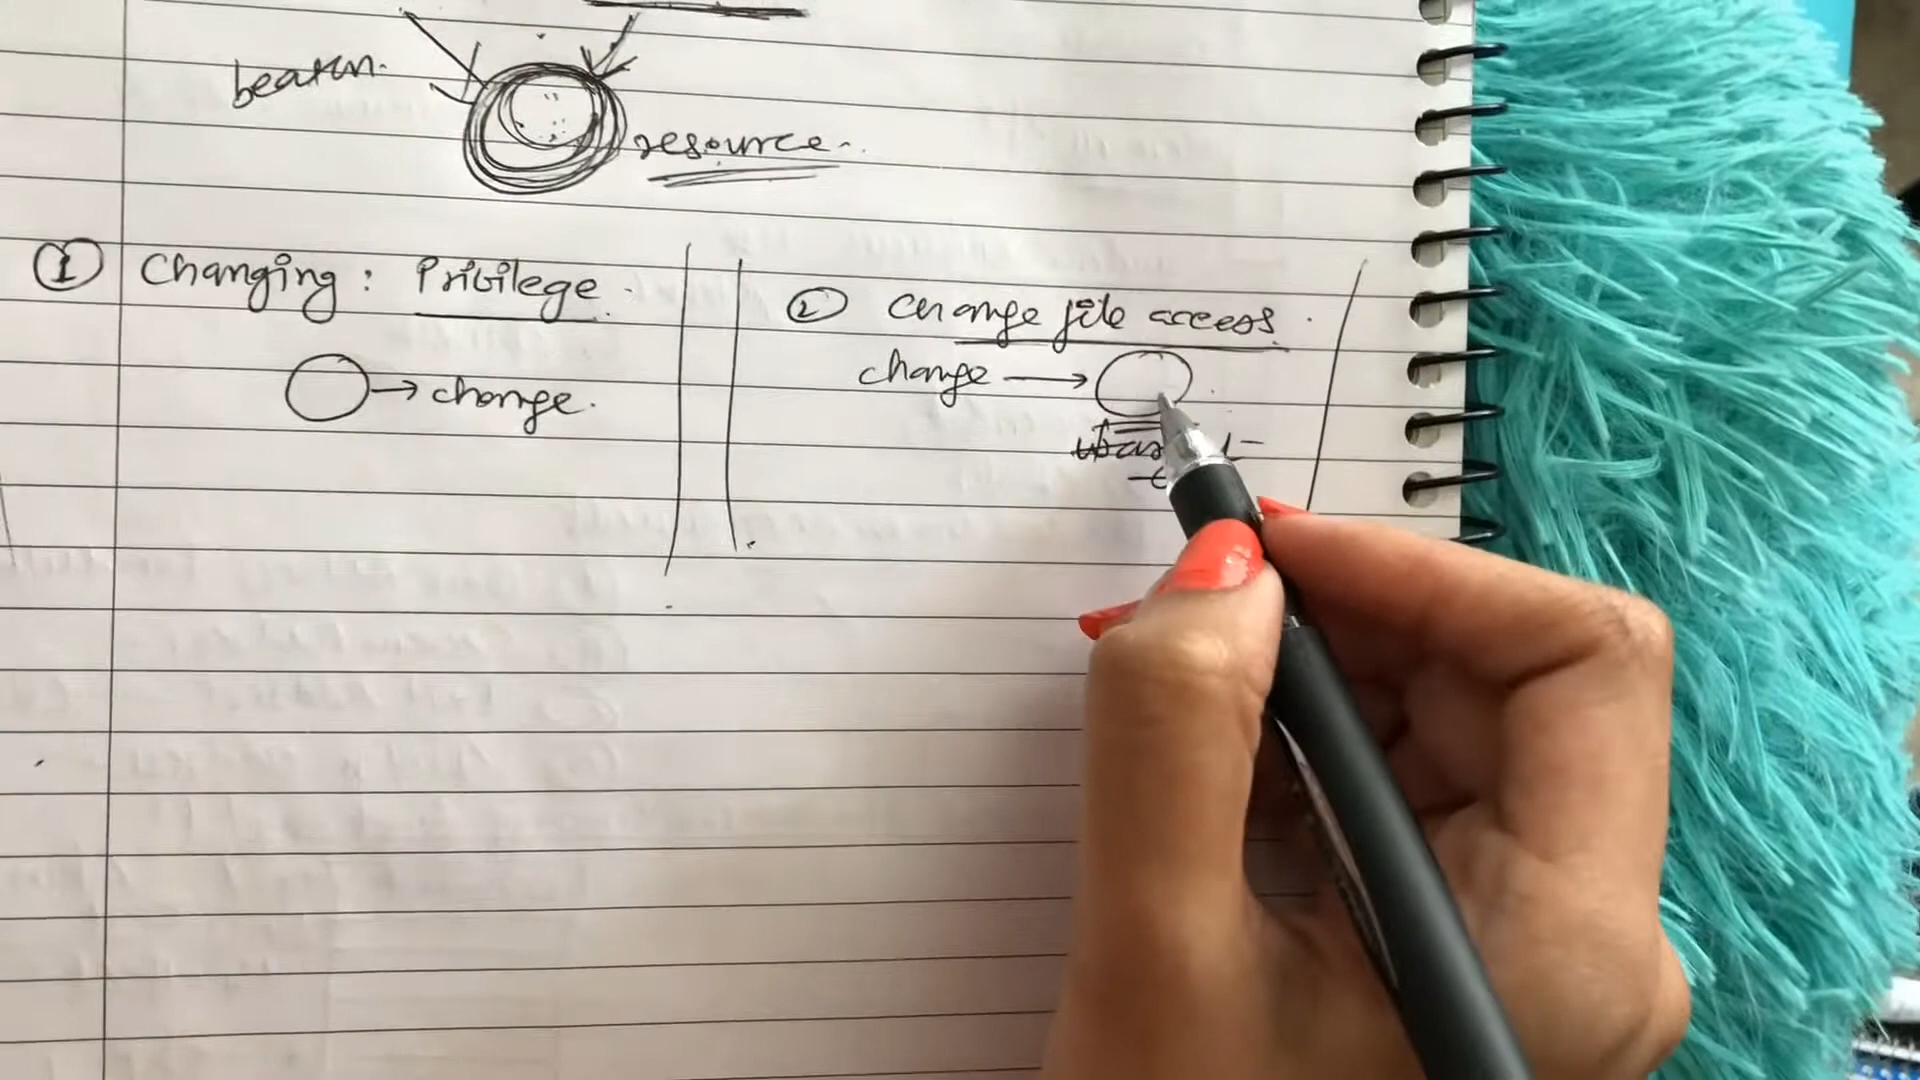 beaten.
resource.
① Changing: Privilege.
→ change.
② Change file access.
change →